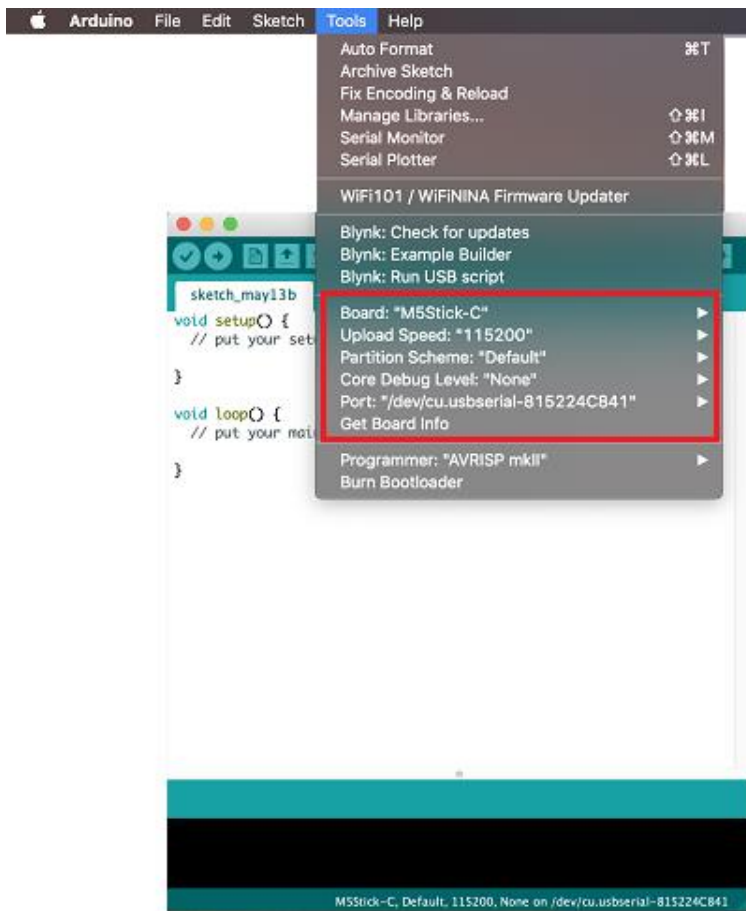 Arduino File Edit Sketch Tools Help
Auto Format ⌘T
Archive Sketch
Fix Encoding & Reload
Manage Libraries... ⇧⌘I
Serial Monitor ⇧⌘M
Serial Plotter ⇧⌘L
WiFi101 / WiFiNINA Firmware Updater
Blynk: Check for updates
Blynk: Example Builder
Blynk: Run USB script
Board: "M5Stick-C"
Upload Speed: "115200"
Partition Scheme: "Default"
Core Debug Level: "None"
Port: "/dev/cu.usbserial-815224C841"
Get Board Info
Programmer: "AVRISP mkII"
Burn Bootloader
sketch_may13b
void setup() {
// put your set
}
void loop() {
// put your mai
}
M5Stick-C, Default, 115200, None on /dev/cu.usbserial-815224C841